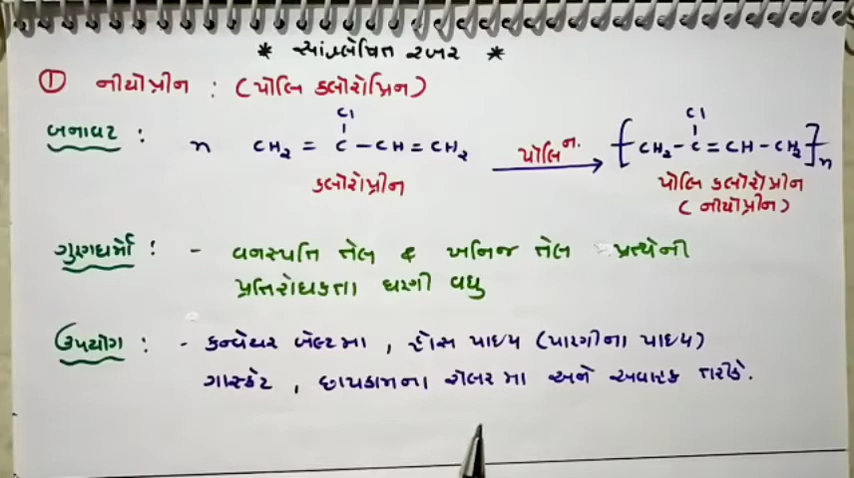 * સાંશ્લેષિત રબર *
① નીયોપ્રીન : (પોલિ ક્લોરોપ્રિન)
બનાવટ : n CH₂ = C(Cl) – CH = CH₂ પોલિન. → [CH₂ – C(Cl) = CH – CH₂]n
ક્લોરોપ્રીન પોલિ ક્લોરોપ્રીન
(નીયોપ્રીન)
ગુણધર્મો : - વનસ્પતિ તેલ & ખનિજ તેલ પ્રત્યેની
પ્રતિરોધકતા ઘણી વધુ
ઉપયોગ : - કન્વેયર બેલ્ટમા , હોસ પાઇપ (પાણીના પાઇપ)
ગાસ્કેટ , છાપકામના રોલર મા અને અવાહક તરીકે.